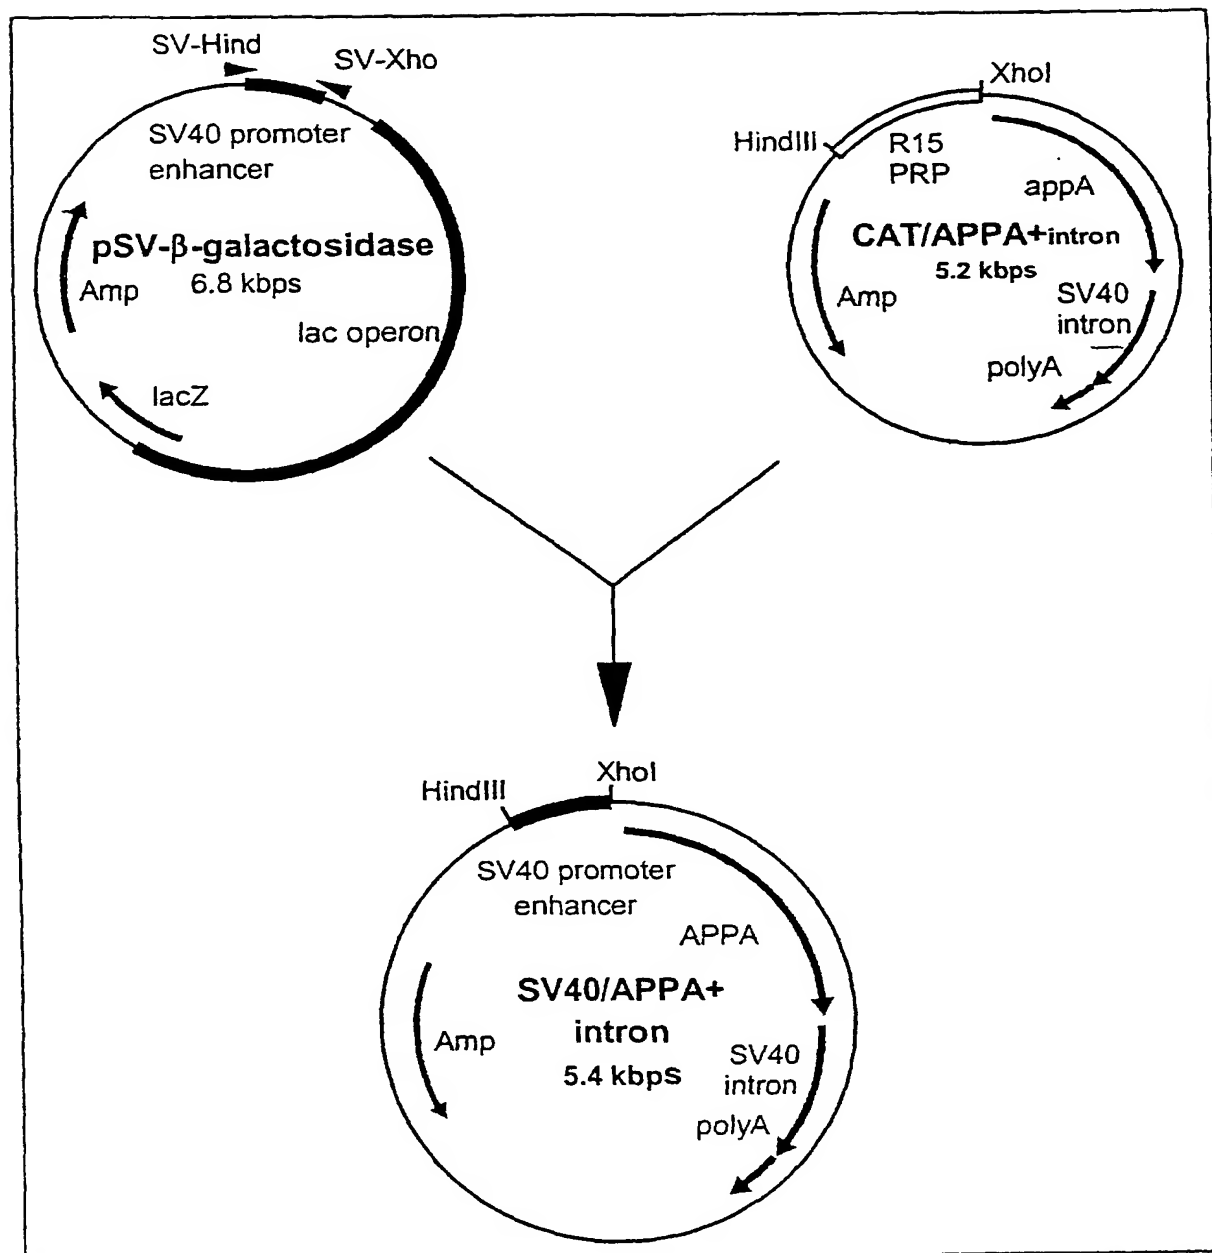 SV-Hind
SV-Xho
SV40 promoter
enhancer
pSV-β-galactosidase
6.8 kbps
Amp
lac operon
lacZ
XhoI
HindIII
R15
PRP
appA
CAT/APPA+intron
5.2 kbps
Amp
SV40
intron
polyA
XhoI
HindIII
SV40 promoter
enhancer
APPA
SV40/APPA+
intron
5.4 kbps
Amp
SV40
intron
polyA